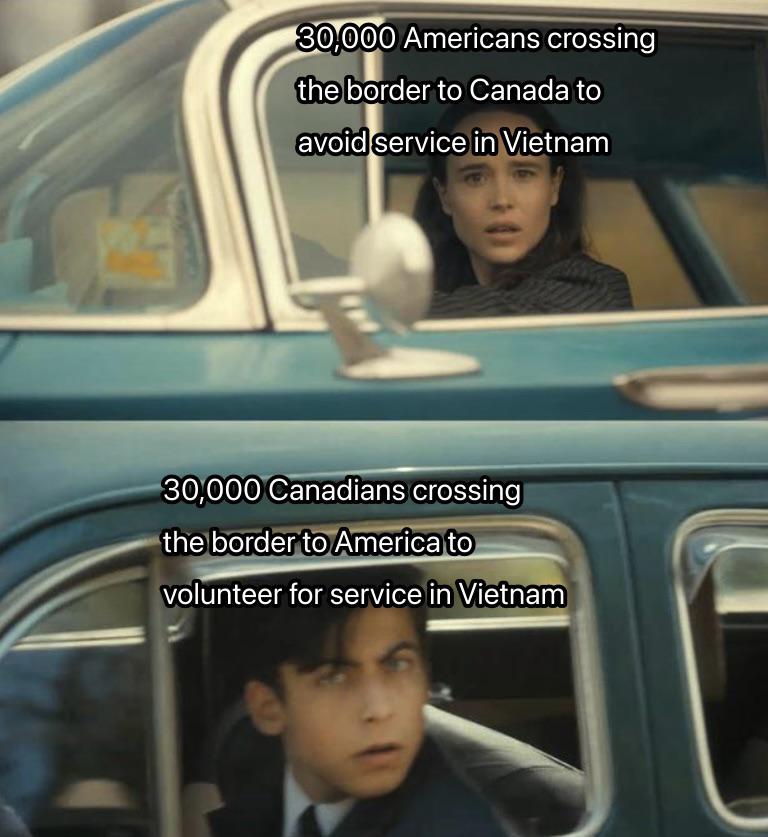 30,000 Americans crossing
the border to Canada to
avoid service in Vietnam
30,000 Canadians crossing
the border to America to
volunteer for service in Vietnam